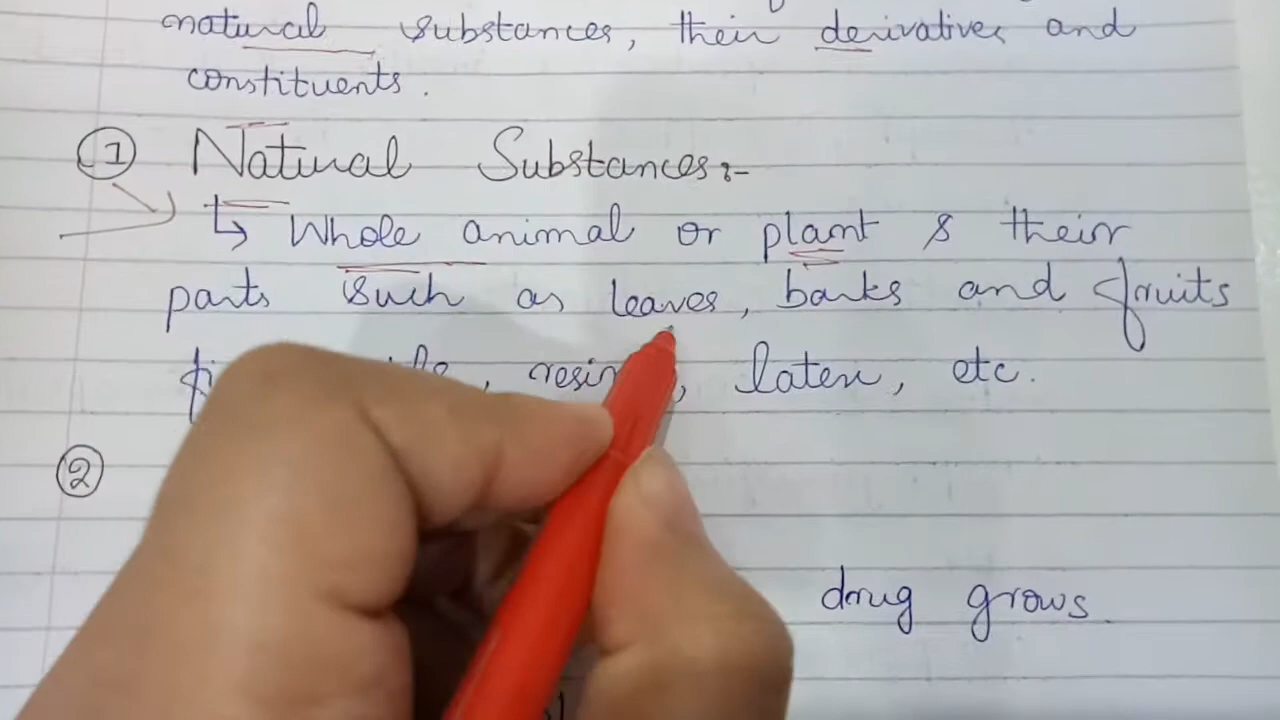 natural substances, their derivatives and
constituents.
① Natural Substances:-
↳ Whole animal or plant & their
parts such as leaves, barks and fruits
resin, latex, etc.
②
drug grows